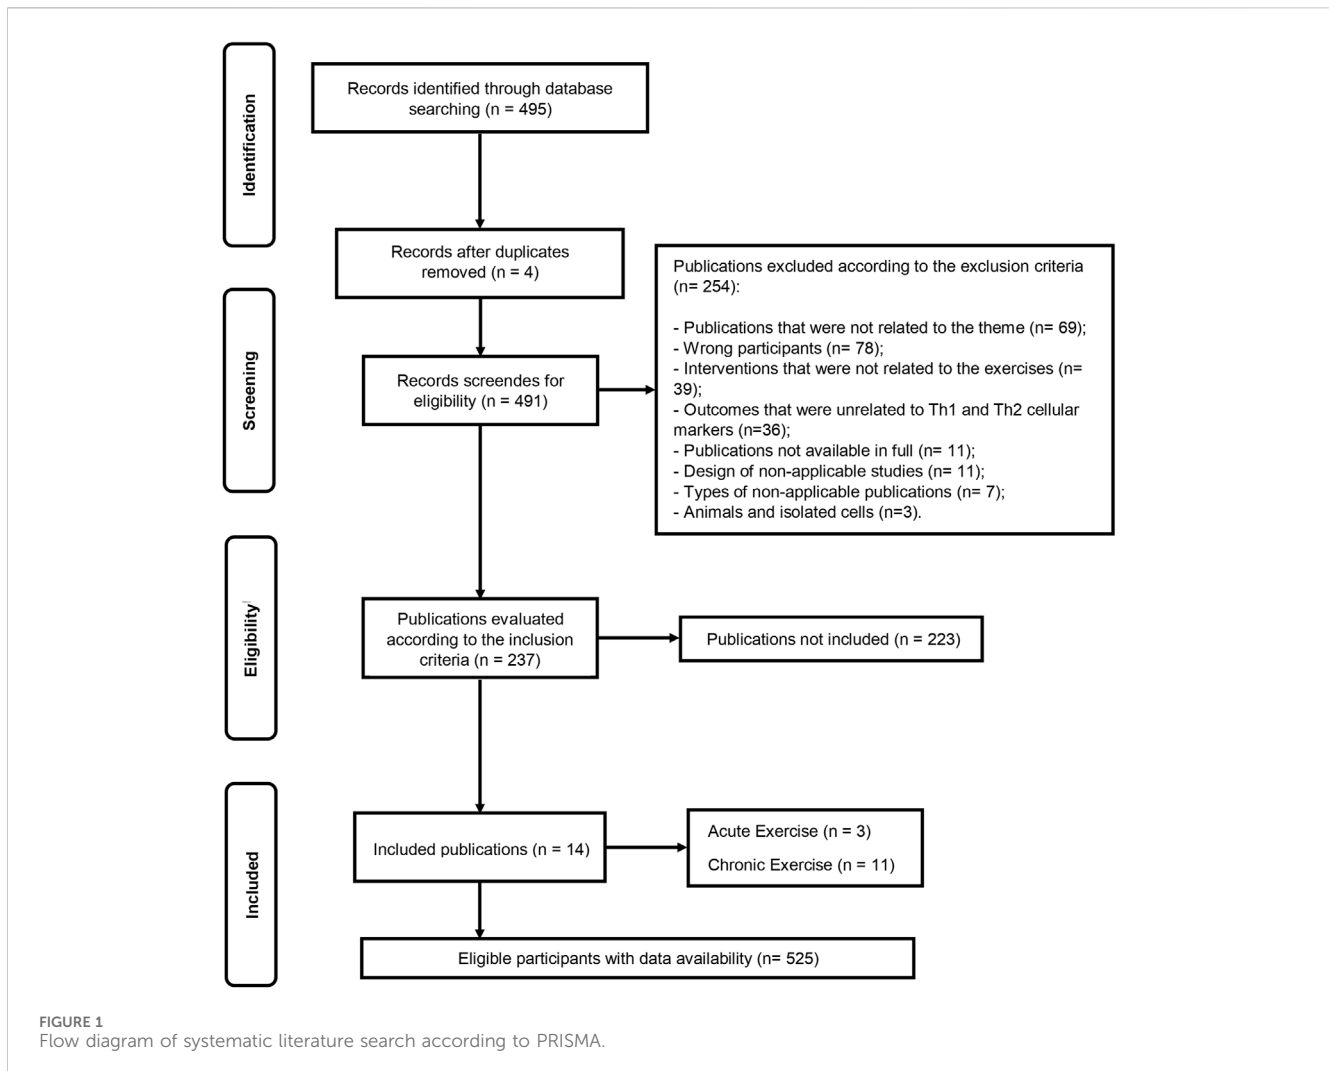 Identification
Records identified through database
searching (n = 495)
Records after duplicates
removed (n = 4)
Screening
Records screendes for
eligibility (n = 491)
Publications excluded according to the exclusion criteria
(n= 254):
- Publications that were not related to the theme (n= 69);
- Wrong participants (n= 78);
- Interventions that were not related to the exercises (n=
39);
- Outcomes that were unrelated to Th1 and Th2 cellular
markers (n=36);
- Publications not available in full (n= 11);
- Design of non-applicable studies (n= 11);
- Types of non-applicable publications (n= 7);
- Animals and isolated cells (n=3).
Eligibility
Publications evaluated
according to the inclusion
criteria (n = 237)
Publications not included (n = 223)
Included
Included publications (n = 14)
Acute Exercise (n = 3)
Chronic Exercise (n = 11)
Eligible participants with data availability (n= 525)
FIGURE 1
Flow diagram of systematic literature search according to PRISMA.